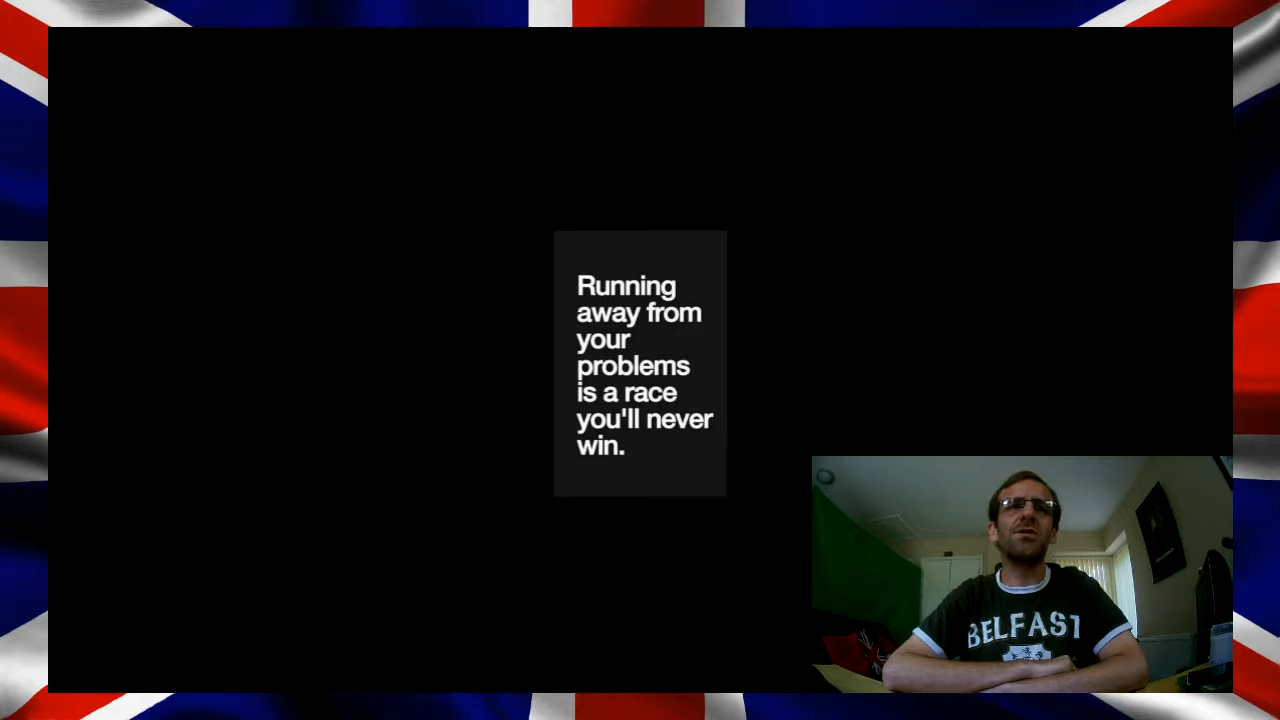 Running
away from
your
problems
is a race
you'll never
win.
BELFAST